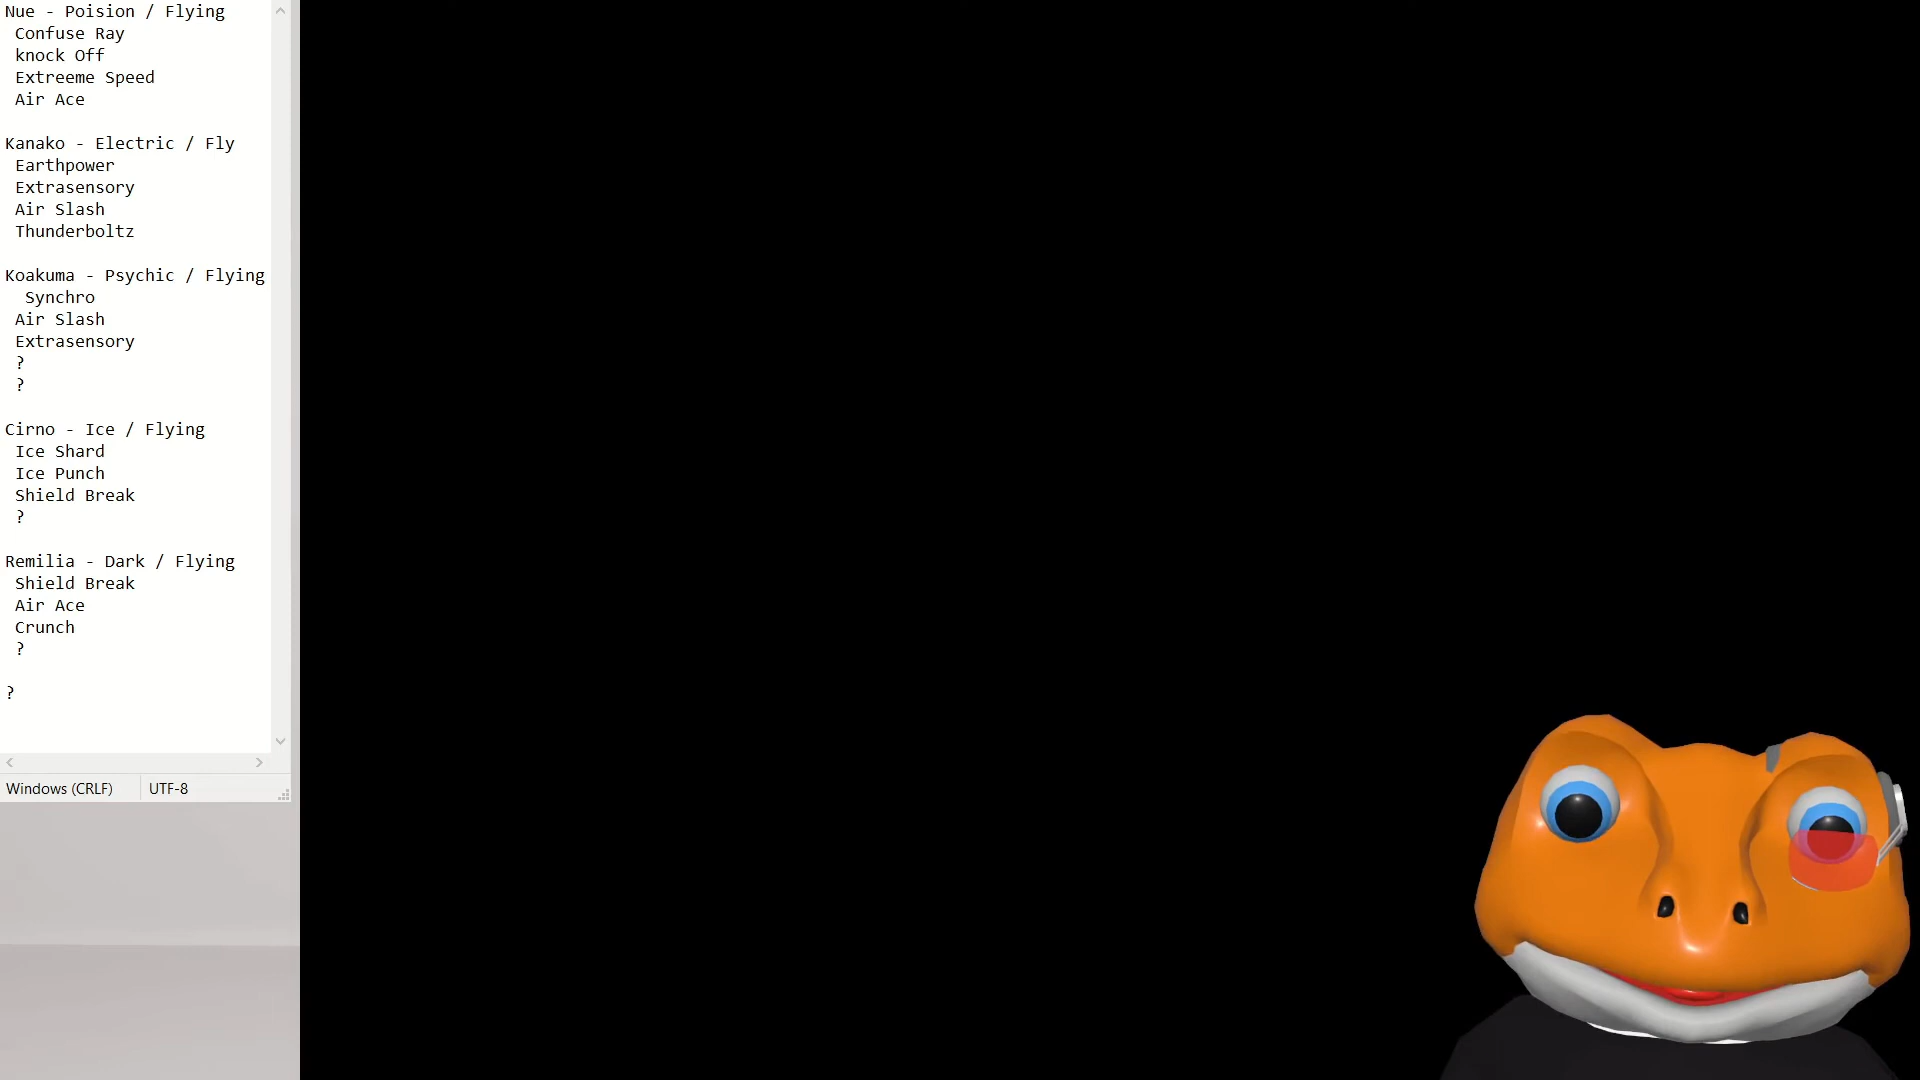 Nue - Poision / Flying
Confuse Ray
knock Off
Extreeme Speed
Air Ace
Kanako - Electric / Fly
Earthpower
Extrasensory
Air Slash
Thunderboltz
Koakuma - Psychic / Flying
Synchro
Air Slash
Extrasensory
?
?
Cirno - Ice / Flying
Ice Shard
Ice Punch
Shield Break
?
Remilia - Dark / Flying
Shield Break
Air Ace
Crunch
?
?
Windows (CRLF) UTF-8